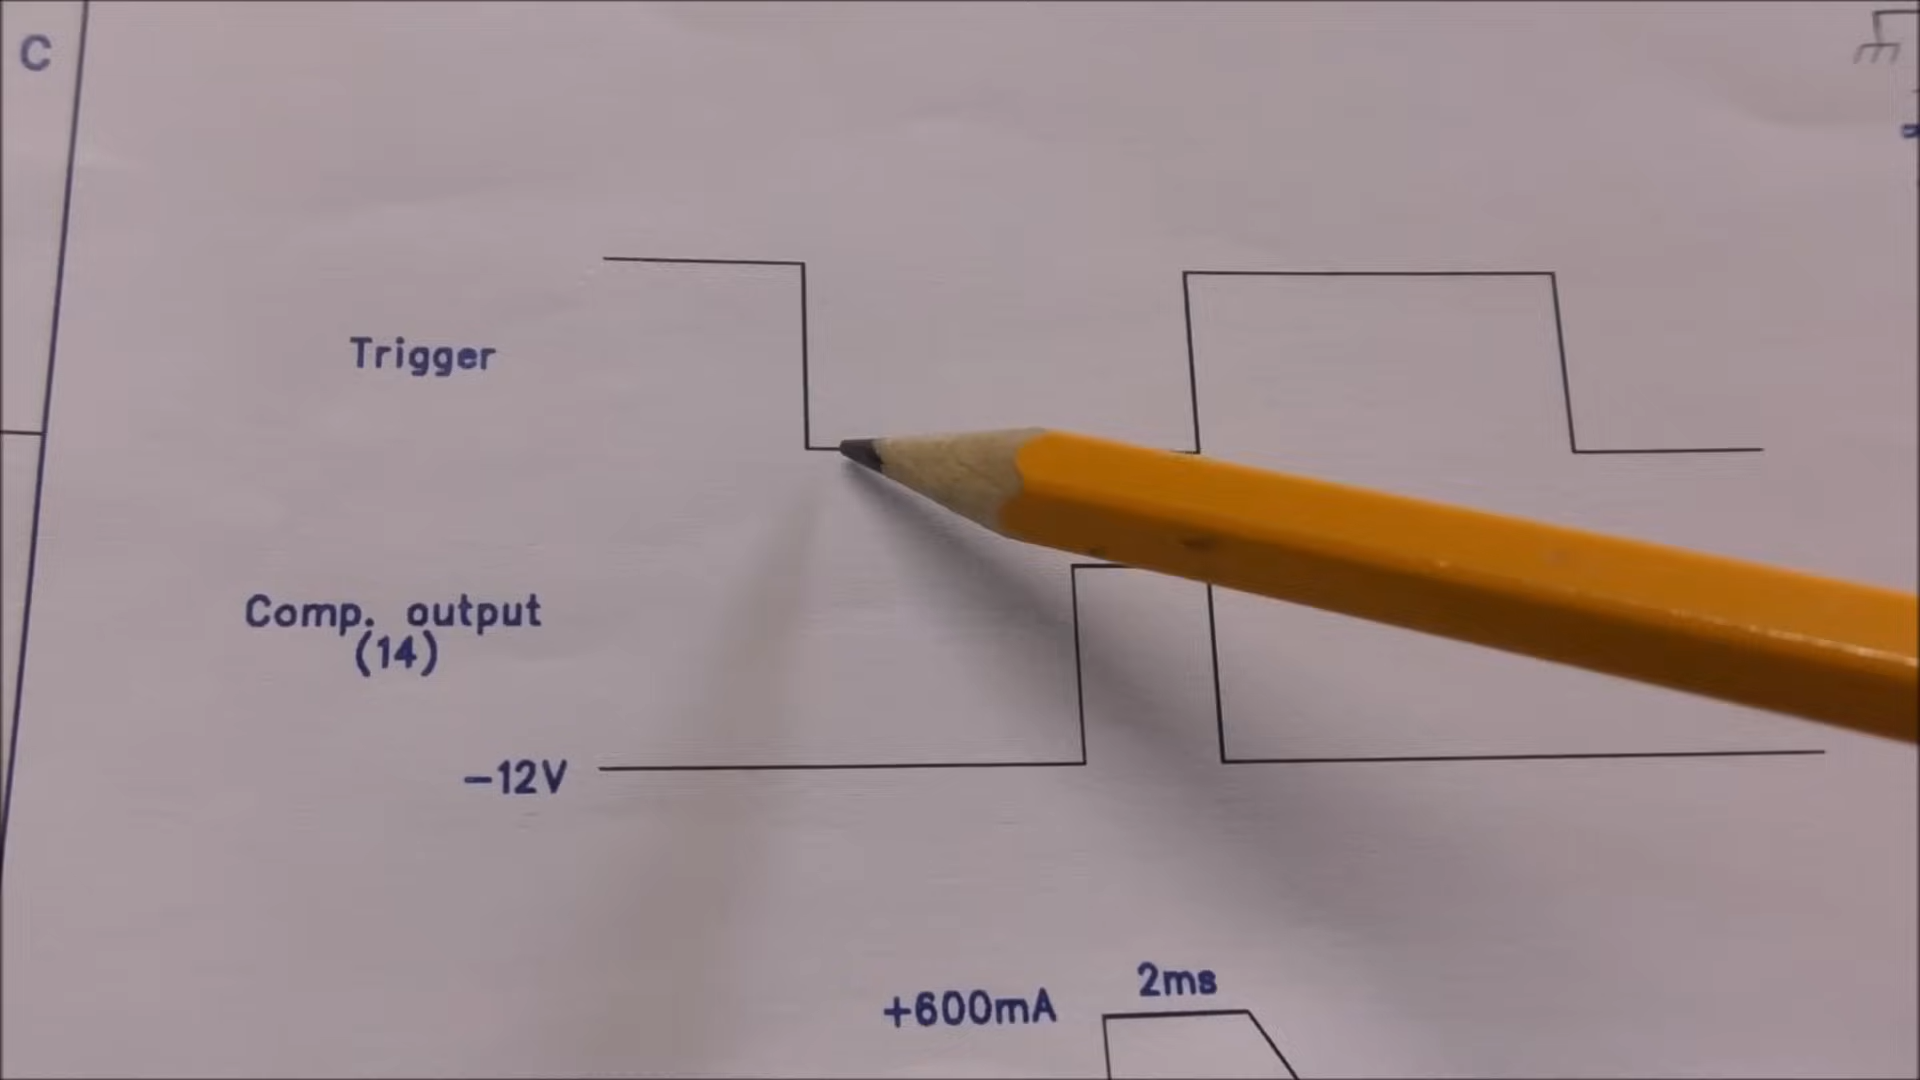 C
Trigger
Comp. output
(14)
-12V
2ms
+600mA